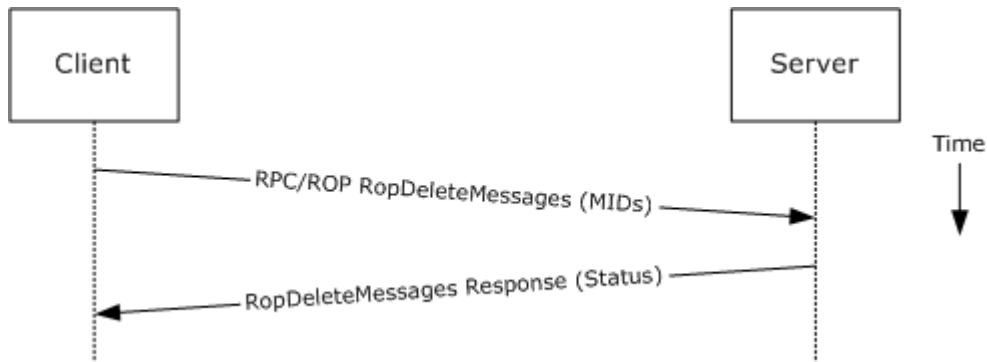 Client
Server
Time
RPC/ROP RopDeleteMessages (MIDs)
RopDeleteMessages Response (Status)